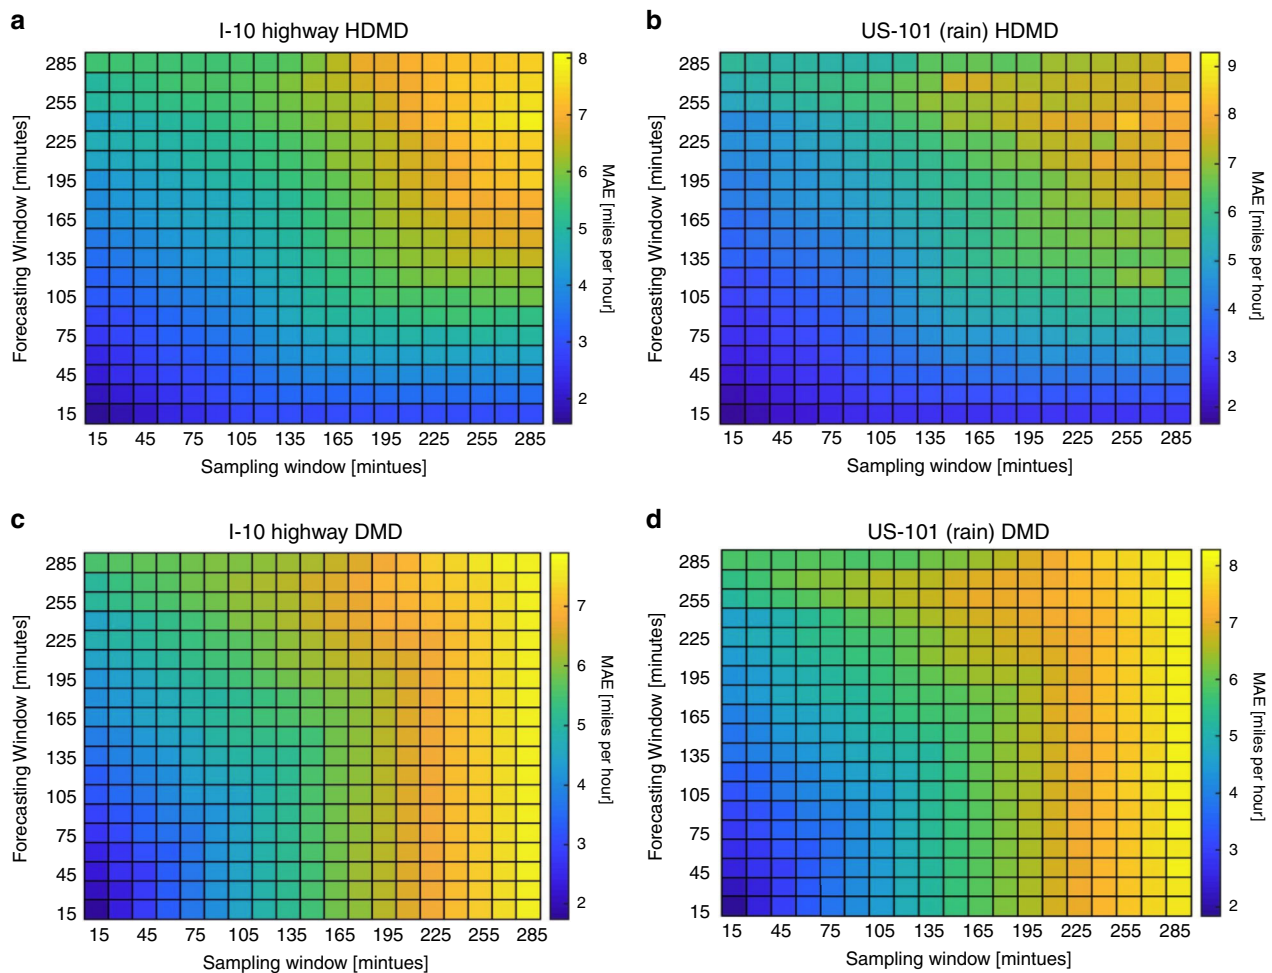 a
I-10 highway HDMD
285
255
225
195
165
135
105
75
45
15
Forecasting Window [minutes]
15 45 75 105 135 165 195 225 255 285
Sampling window [mintues]
8
7
6
5
4
3
2
MAE [miles per hour]
b
US-101 (rain) HDMD
285
255
225
195
165
135
105
75
45
15
Forecasting Window [minutes]
15 45 75 105 135 165 195 225 255 285
Sampling window [mintues]
9
8
7
6
5
4
3
2
MAE [miles per hour]
c
I-10 highway DMD
285
255
225
195
165
135
105
75
45
15
Forecasting Window [minutes]
15 45 75 105 135 165 195 225 255 285
Sampling window [mintues]
7
6
5
4
3
2
MAE [miles per hour]
d
US-101 (rain) DMD
285
255
225
195
165
135
105
75
45
15
Forecasting Window [minutes]
15 45 75 105 135 165 195 225 255 285
Sampling window [mintues]
8
7
6
5
4
3
2
MAE [miles per hour]